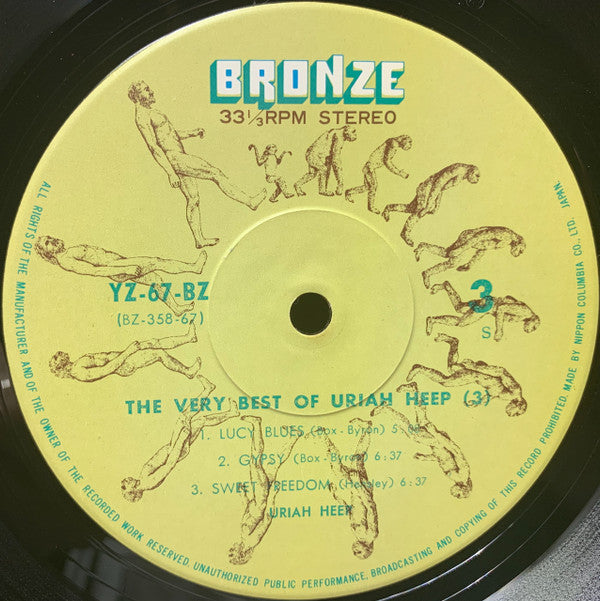 BRONZE
33⅓RPM STEREO
YZ-67-BZ
(BZ-358-67)
3
S
THE VERY BEST OF URIAH HEEP (3)
1. LUCY BLUES (Box-Byron) 5:08
2. GYPSY (Box-Byron) 6:37
3. SWEET FREEDOM (Hensley) 6:37
URIAH HEEP
ALL RIGHTS OF THE MANUFACTURER AND OF THE OWNER OF THE RECORDED WORK RESERVED. UNAUTHORIZED PUBLIC PERFORMANCE, BROADCASTING AND COPYING OF THIS RECORD PROHIBITED. MADE BY NIPPON COLUMBIA CO., LTD. JAPAN.